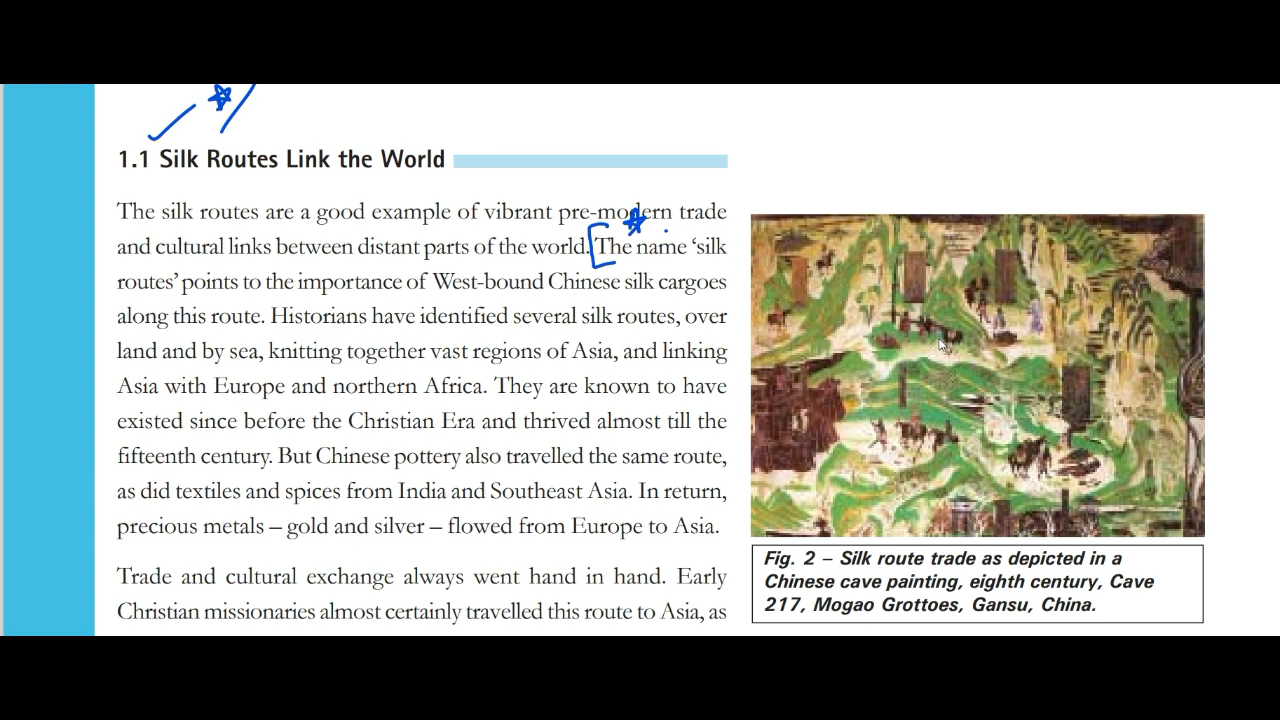 1.1 Silk Routes Link the World
The silk routes are a good example of vibrant pre-modern trade
and cultural links between distant parts of the world. The name ‘silk
routes’ points to the importance of West-bound Chinese silk cargoes
along this route. Historians have identified several silk routes, over
land and by sea, knitting together vast regions of Asia, and linking
Asia with Europe and northern Africa. They are known to have
existed since before the Christian Era and thrived almost till the
fifteenth century. But Chinese pottery also travelled the same route,
as did textiles and spices from India and Southeast Asia. In return,
precious metals – gold and silver – flowed from Europe to Asia.
Trade and cultural exchange always went hand in hand. Early
Christian missionaries almost certainly travelled this route to Asia, as
Fig. 2 – Silk route trade as depicted in a
Chinese cave painting, eighth century, Cave
217, Mogao Grottoes, Gansu, China.